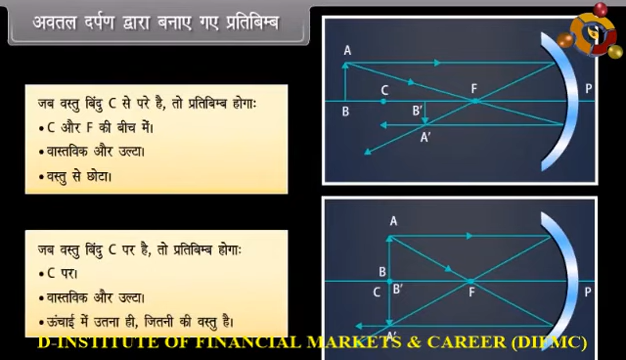 अवतल दर्पण द्वारा बनाए गए प्रतिबिम्ब
जब वस्तु बिंदु C से परे है, तो प्रतिबिम्ब होगाः
• C और F की बीच में।
• वास्तविक और उल्टा।
• वस्तु से छोटा।
A
B
C
B'
A'
F
P
जब वस्तु बिंदु C पर है, तो प्रतिबिम्ब होगाः
• C पर।
• वास्तविक और उल्टा।
• ऊंचाई में उतना ही, जितनी की वस्तु है।
A
B
C
B'
F
P
A'
D-INSTITUTE OF FINANCIAL MARKETS & CAREER (DIFMC)